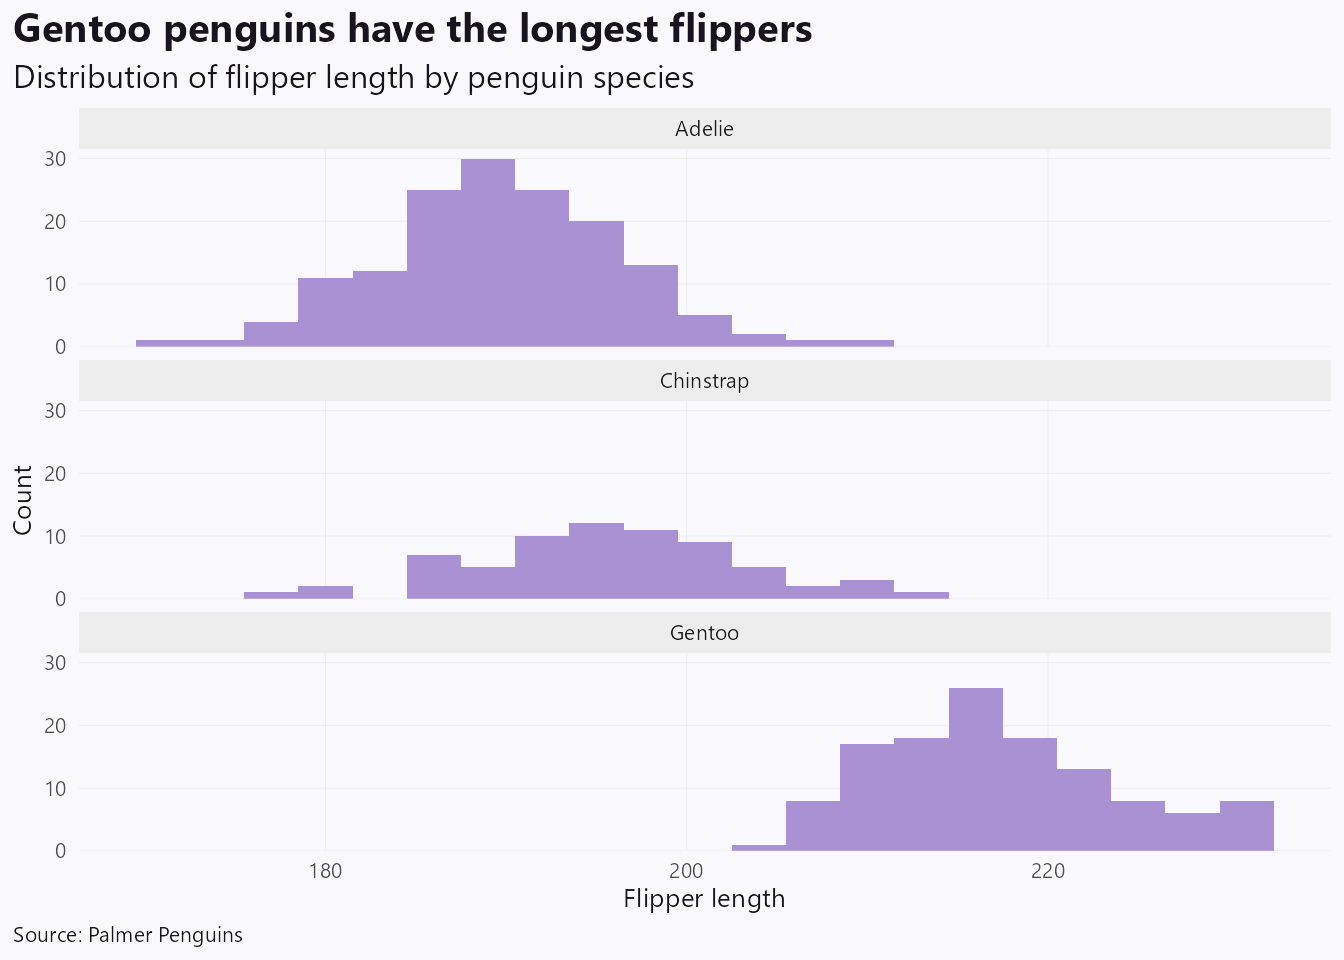 Gentoo penguins have the longest flippers
Distribution of flipper length by penguin species
Adelie
30
20
10
0
Chinstrap
30
20
10
0
Count
Gentoo
30
20
10
0
180 200 220
Flipper length
Source: Palmer Penguins